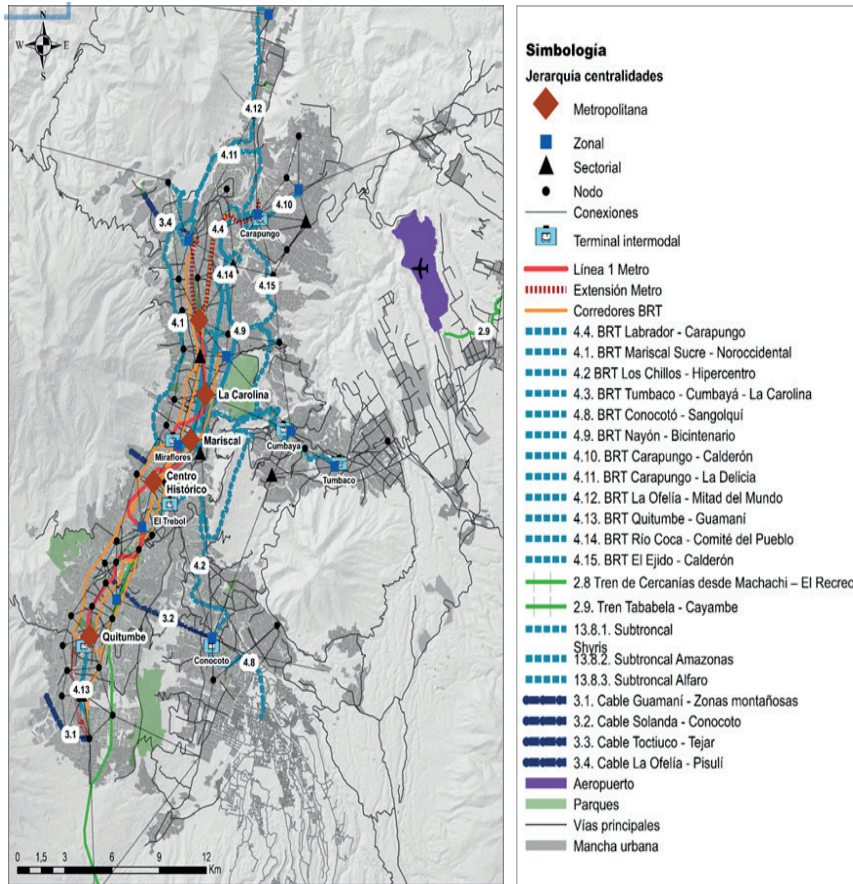 N
W E
S
4.12
4.11
4.10
3.4
4.4
Carapungo
4.14
4.15
2.9
4.1
4.9
La Carolina
Mariscal
Cumbaya
Miraflores
Tumbaco
Centro
Histórico
El Trebol
4.2
3.2
Quitumbe
Conocoto
4.8
4.13
3.1
0 1,5 3 6 9 12
Km
Simbología
Jerarquía centralidades
Metropolitana
Zonal
Sectorial
Nodo
Conexiones
Terminal intermodal
Línea 1 Metro
Extensión Metro
Corredores BRT
4.4. BRT Labrador - Carapungo
4.1. BRT Mariscal Sucre - Noroccidental
4.2 BRT Los Chillos - Hipercentro
4.3. BRT Tumbaco - Cumbayá - La Carolina
4.8. BRT Conocotó - Sangolquí
4.9. BRT Nayón - Bicintenario
4.10. BRT Carapungo - Calderón
4.11. BRT Carapungo - La Delicia
4.12. BRT La Ofelía - Mitad del Mundo
4.13. BRT Quitumbe - Guamaní
4.14. BRT Río Coca - Comité del Pueblo
4.15. BRT El Ejido - Calderón
2.8 Tren de Cercanías desde Machachi – El Recreo
2.9. Tren Tababela - Cayambe
13.8.1. Subtroncal
Shyris
13.8.2. Subtroncal Amazonas
13.8.3. Subtroncal Alfaro
3.1. Cable Guamaní - Zonas montañosas
3.2. Cable Solanda - Conocoto
3.3. Cable Toctiuco - Tejar
3.4. Cable La Ofelía - Pisulí
Aeropuerto
Parques
Vías principales
Mancha urbana